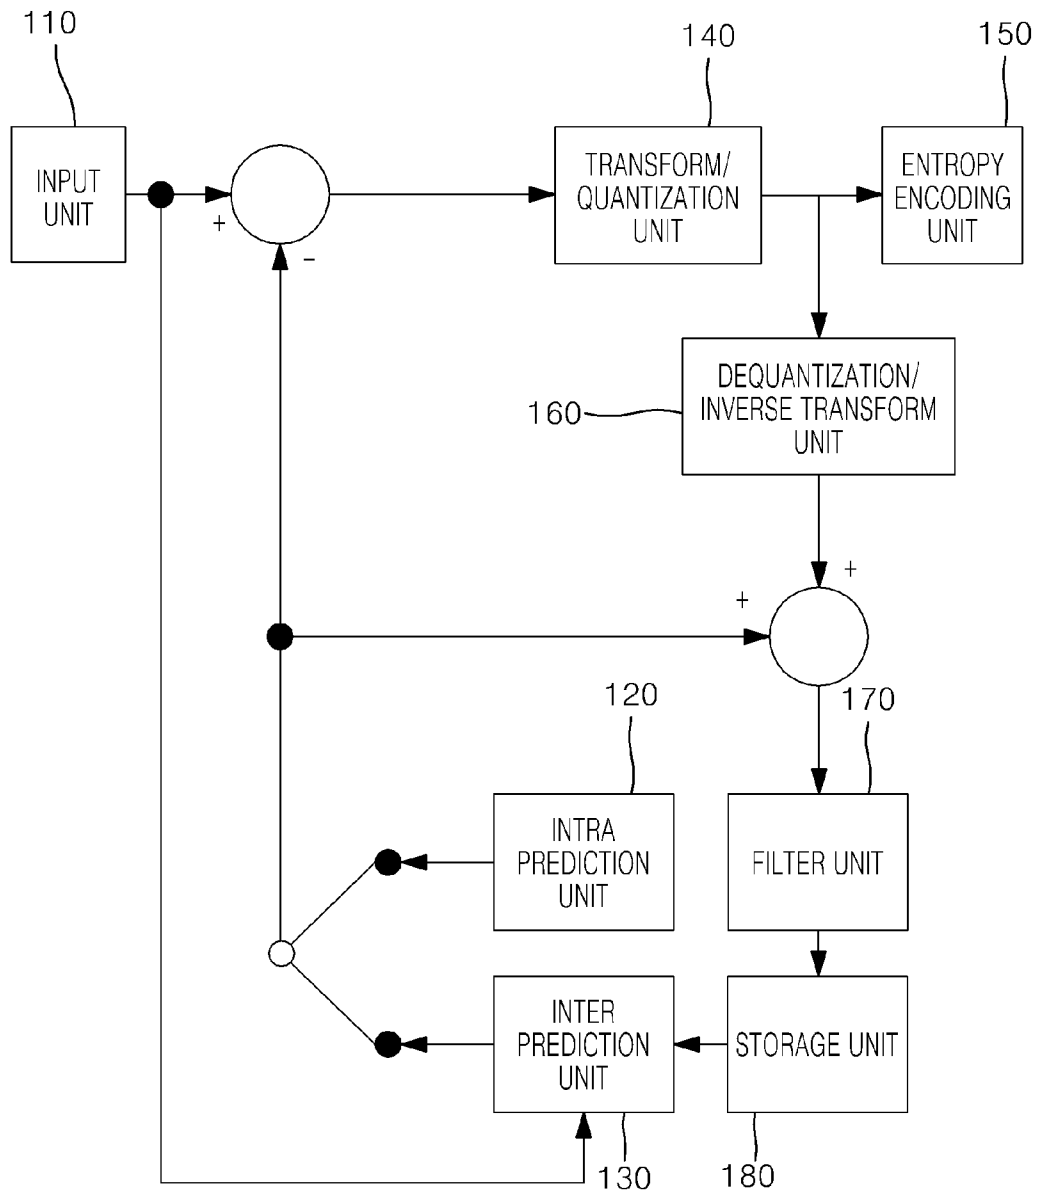 110
140
150
INPUT
UNIT
TRANSFORM/
QUANTIZATION
UNIT
ENTROPY
ENCODING
UNIT
+
-
160
DEQUANTIZATION/
INVERSE TRANSFORM
UNIT
+
+
120
170
INTRA
PREDICTION
UNIT
FILTER UNIT
INTER
PREDICTION
UNIT
STORAGE UNIT
130
180